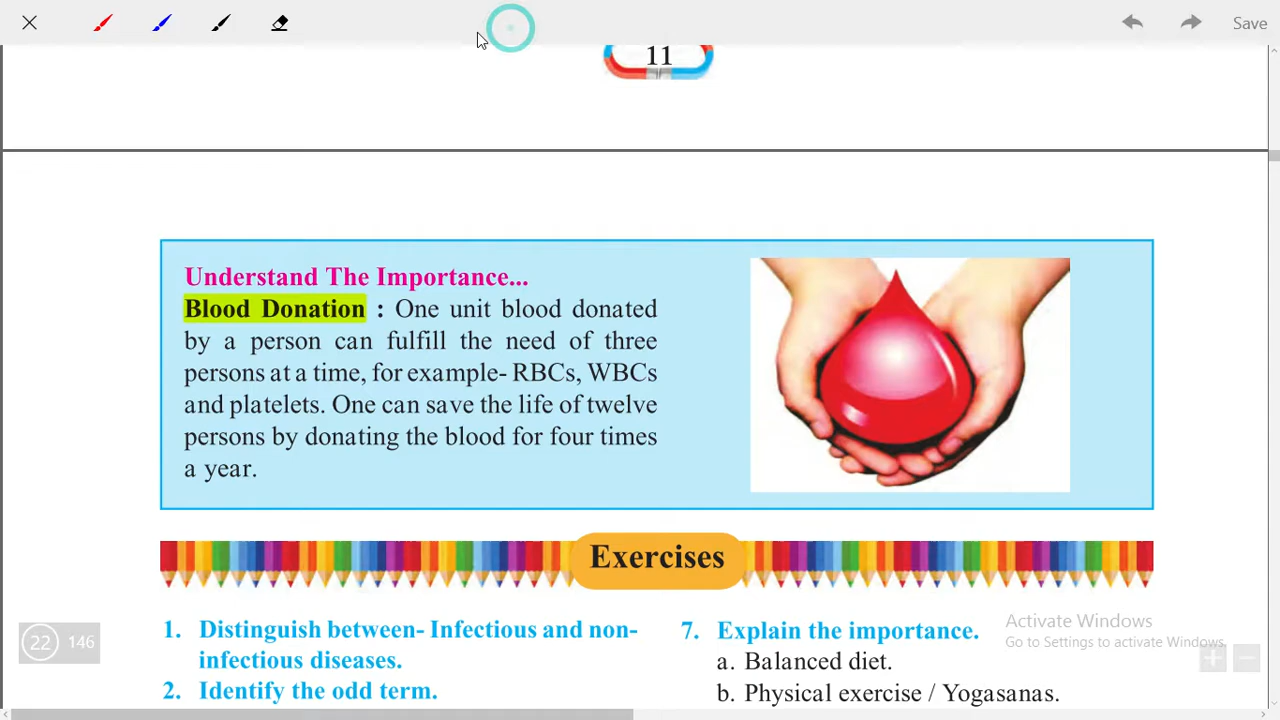 Save
11
Understand The Importance...
Blood Donation : One unit blood donated
by a person can fulfill the need of three
persons at a time, for example- RBCs, WBCs
and platelets. One can save the life of twelve
persons by donating the blood for four times
a year.
Exercises
1. Distinguish between- Infectious and non-
infectious diseases.
2. Identify the odd term.
7. Explain the importance.
a. Balanced diet.
b. Physical exercise / Yogasanas.
Activate Windows
Go to Settings to activate Windows.
22 146